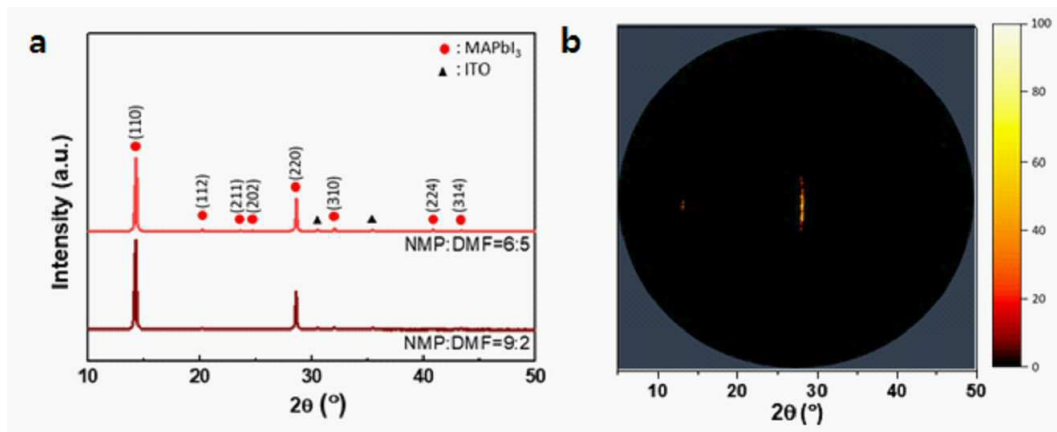 a
● : MAPbI₃
▲ : ITO
(110)
(112)
(211)
(202)
(220)
(310)
(224)
(314)
NMP:DMF=6:5
NMP:DMF=9:2
Intensity (a.u.)
10 20 30 40 50
2θ (°)
b
100
80
60
40
20
0
10 20 30 40 50
2θ (°)